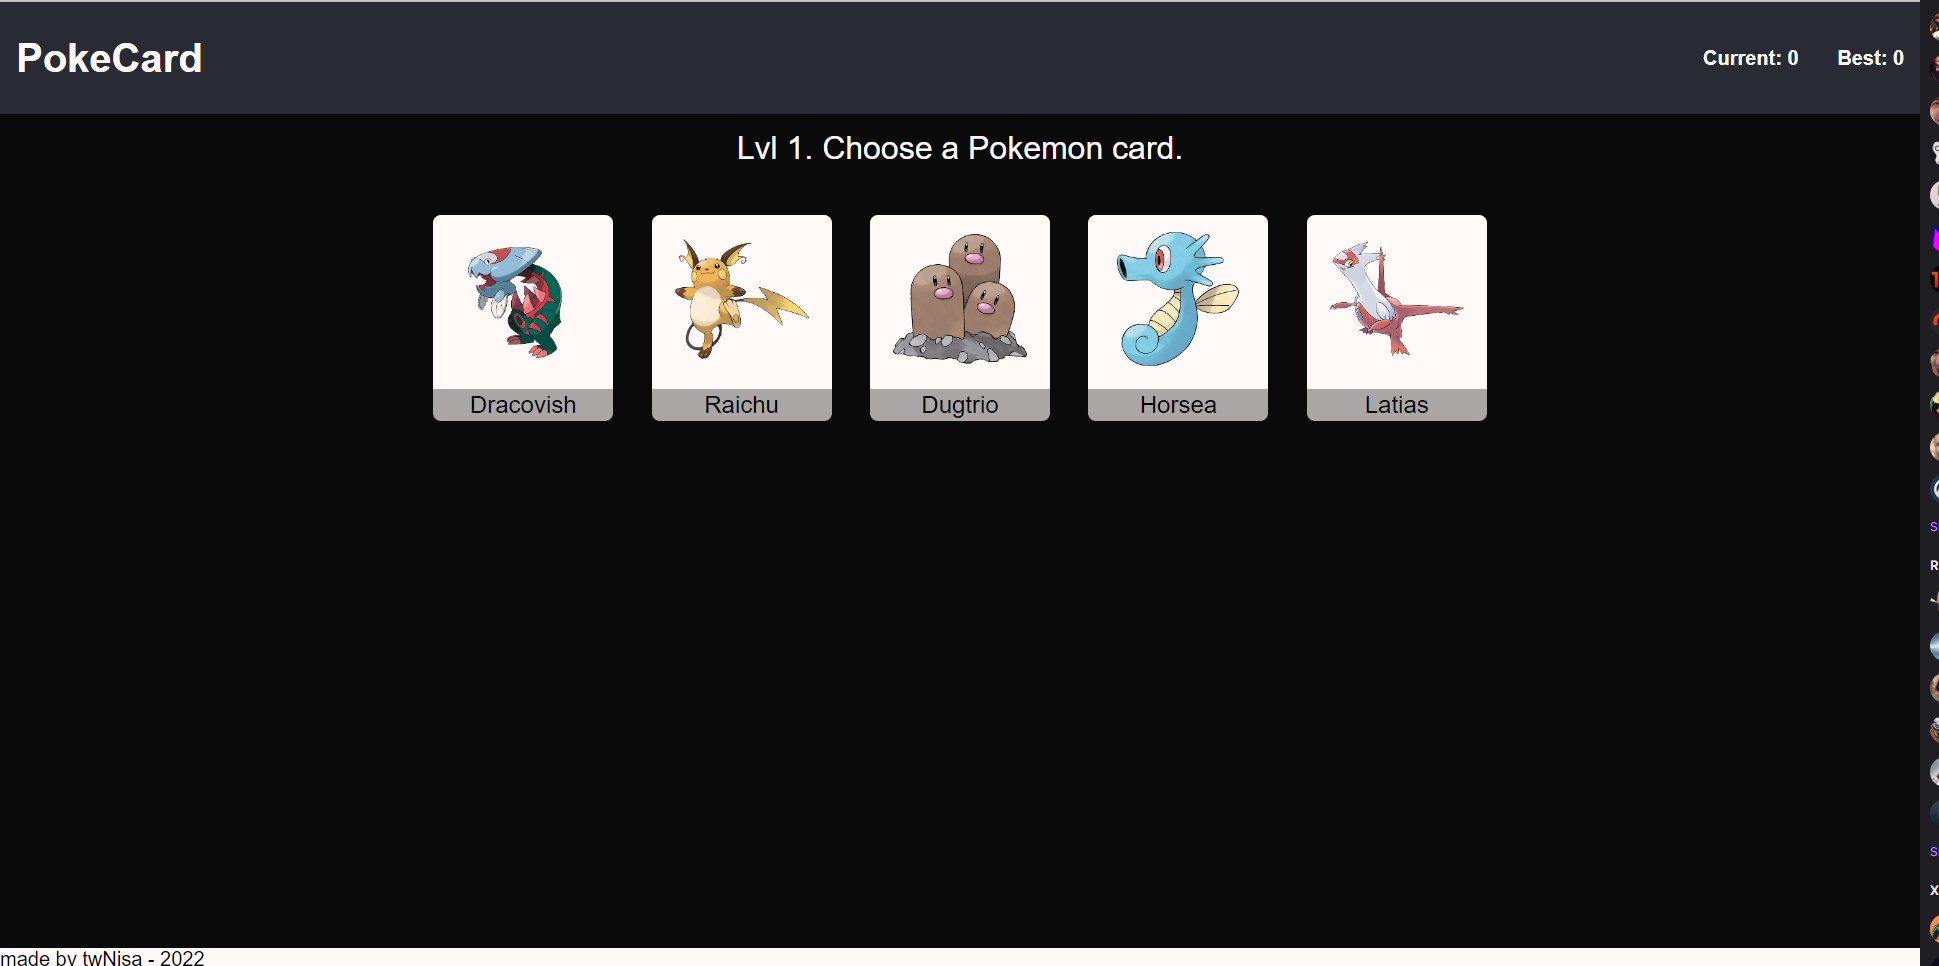 PokeCard
Current: 0
Best: 0
Lvl 1. Choose a Pokemon card.
Dracovish
Raichu
Dugtrio
Horsea
Latias
made by twNisa - 2022